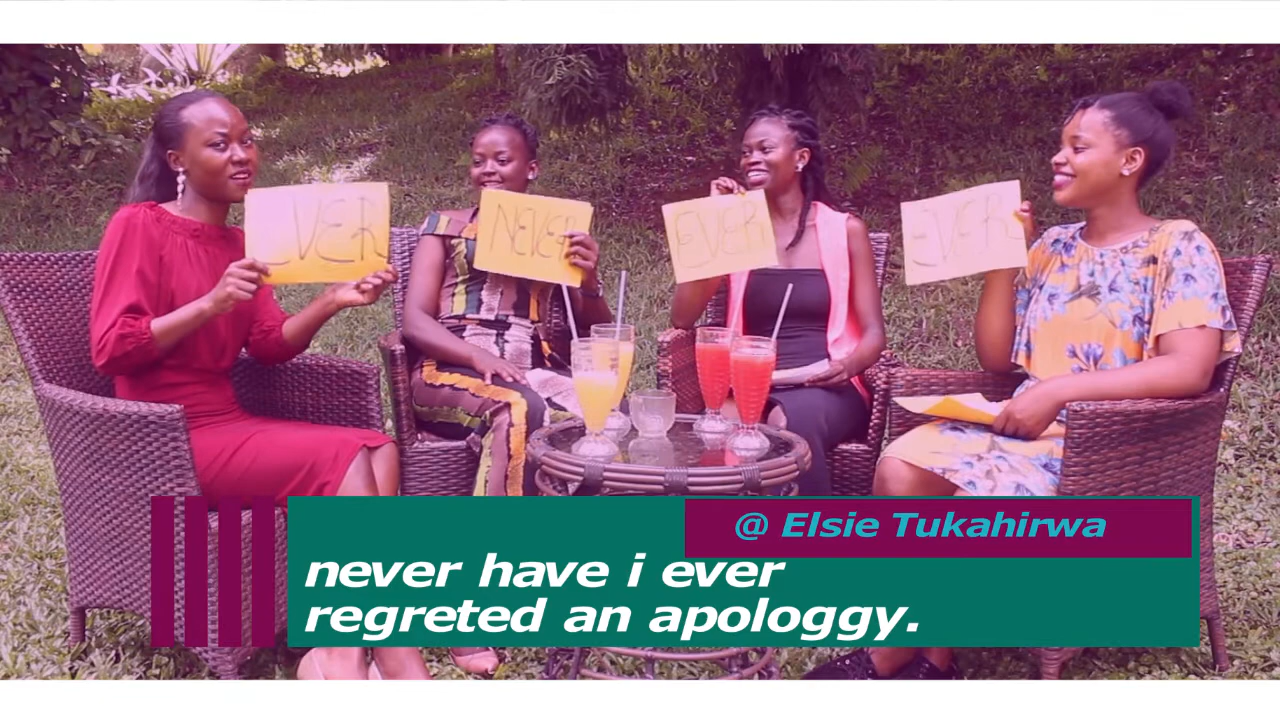 EVER
NEVER
EVER
EVER
@ Elsie Tukahirwa
never have i ever
regreted an apologgy.